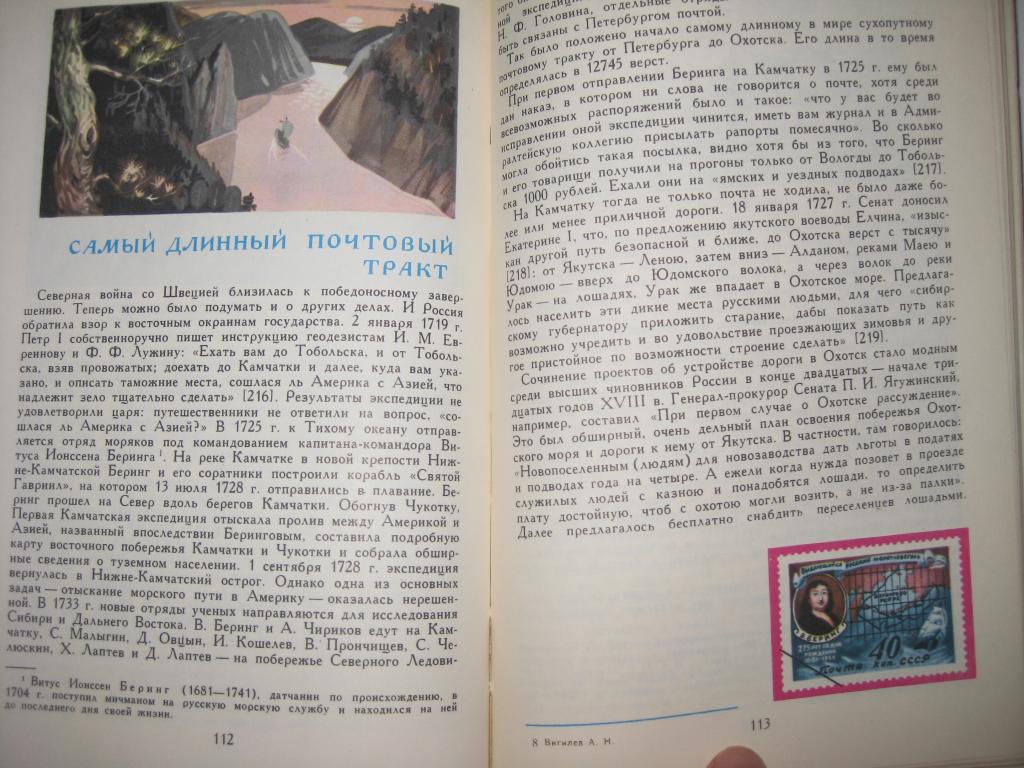 САМЫЙ ДЛИННЫЙ ПОЧТОВЫЙ
ТРАКТ
Северная война со Швецией близилась к победоносному завер-
шению. Теперь можно было подумать и о других делах. И Россия
обратила взор к восточным окраинам государства. 2 января 1719 г.
Петр I собственноручно пишет инструкцию геодезистам И. М. Ев-
реинову и Ф. Ф. Лужину: «Ехать вам до Тобольска, и от Тоболь-
ска, взяв провожатых; доехать до Камчатки и далее, куда вам ука-
зано, и описать таможние места, сошлася ль Америка с Азией, что
надлежит зело тщательно сделать» [216]. Результаты экспедиции не
удовлетворили царя: путешественники не ответили на вопрос, «со-
шлася ль Америка с Азией?» В 1725 г. к Тихому океану отправ-
ляется отряд моряков под командованием капитана-командора Ви-
туса Ионссена Беринга¹. На реке Камчатке в новой крепости Ниж-
не-Камчатской Беринг и его соратники построили корабль «Святой
Гавриил», на котором 13 июля 1728 г. отправились в плавание. Бе-
ринг прошел на Север вдоль берегов Камчатки. Обогнув Чукотку,
Первая Камчатская экспедиция отыскала пролив между Америкой и
Азией, названный впоследствии Беринговым, составила подробную
карту восточного побережья Камчатки и Чукотки и собрала обшир-
ные сведения о туземном населении. 1 сентября 1728 г. экспедиция
вернулась в Нижне-Камчатский острог. Однако одна из основных
задач — отыскание морского пути в Америку — оказалась нерешен-
ной. В 1733 г. новые отряды ученых направляются для исследования
Сибири и Дальнего Востока. В. Беринг и А. Чириков едут на Кам-
чатку, С. Малыгин, Д. Овцын, И. Кошелев, В. Прончищев, С. Че-
люскин, Х. Лаптев и Д. Лаптев — на побережье Северного Ледови-
¹ Витус Ионссен Беринг (1681—1741), датчанин по происхождению, в
1704 г. поступил мичманом на русскую морскую службу и находился на ней
до последнего дня своей жизни.
112
ной экспедиции
Н. Ф. Головина, отдельные
быть связаны с Петербургом почтой.
Так было положено начало самому длинному в мире сухопутному
почтовому тракту от Петербурга до Охотска. Его длина в то время
определялась в 12745 верст.
При первом отправлении Беринга на Камчатку в 1725 г. ему был
дан наказ, в котором ни слова не говорится о почте, хотя среди
всевозможных распоряжений было и такое: «что у вас будет во
исправлении оной экспедиции чинится, иметь вам журнал и в Адми-
ралтейскую коллегию присылать рапорты помесячно». Во сколько
могла обойтись такая посылка, видно хотя бы из того, что Беринг
и его товарищи получили на прогоны только от Вологды до Тоболь-
ска 1000 рублей. Ехали они на «ямских и уездных подводах» [217].
На Камчатку тогда не только почта не ходила, не было даже бо-
лее или менее приличной дороги. 18 января 1727 г. Сенат доносил
Екатерине I, что, по предложению якутского воеводы Елчина, «изыс-
кан другой путь безопасной и ближе, до Охотска верст с тысячу»
[218]: от Якутска — Леною, затем вниз — Алданом, реками Маею и
Юдомою — вверх до Юдомского волока, а через волок до реки
Урак — на лошадях, Урак же впадает в Охотское море. Предлага-
лось населить эти дикие места русскими людьми, для чего «сибир-
скому губернатору приложить старание, дабы показать путь как
возможно учредить и во удовольствие проезжающих зимовья и дру-
гое пристойное по возможности строение сделать» [219].
Сочинение проектов об устройстве дороги в Охотск стало модным
среди высших чиновников России в конце двадцатых — начале три-
дцатых годов XVIII в. Генерал-прокурор Сената П. И. Ягужинский,
например, составил «При первом случае о Охотске рассуждение».
Это был обширный, очень дельный план освоения побережья Охот-
ского моря и дороги к нему от Якутска. В частности, там говорилось:
«Новопоселенным (людям) для новозаводства дать льготы в податях
и подводах года на четыре. А ежели когда нужда позовет в проезде
служилых людей с казною и понадобятся лошади, то определить
плату достойную, чтоб с охотою могли возить, а не из-за палки».
Далее предлагалось бесплатно снабдить переселенцев лошадьми,
ВЫДАЮЩИЙСЯ РУССКИЙ МОРЕПЛАВАТЕЛЬ
В. БЕРИНГ
275 лет со дня
рождения
40 коп.
почта СССР
8 Вигилев А. Н.
113